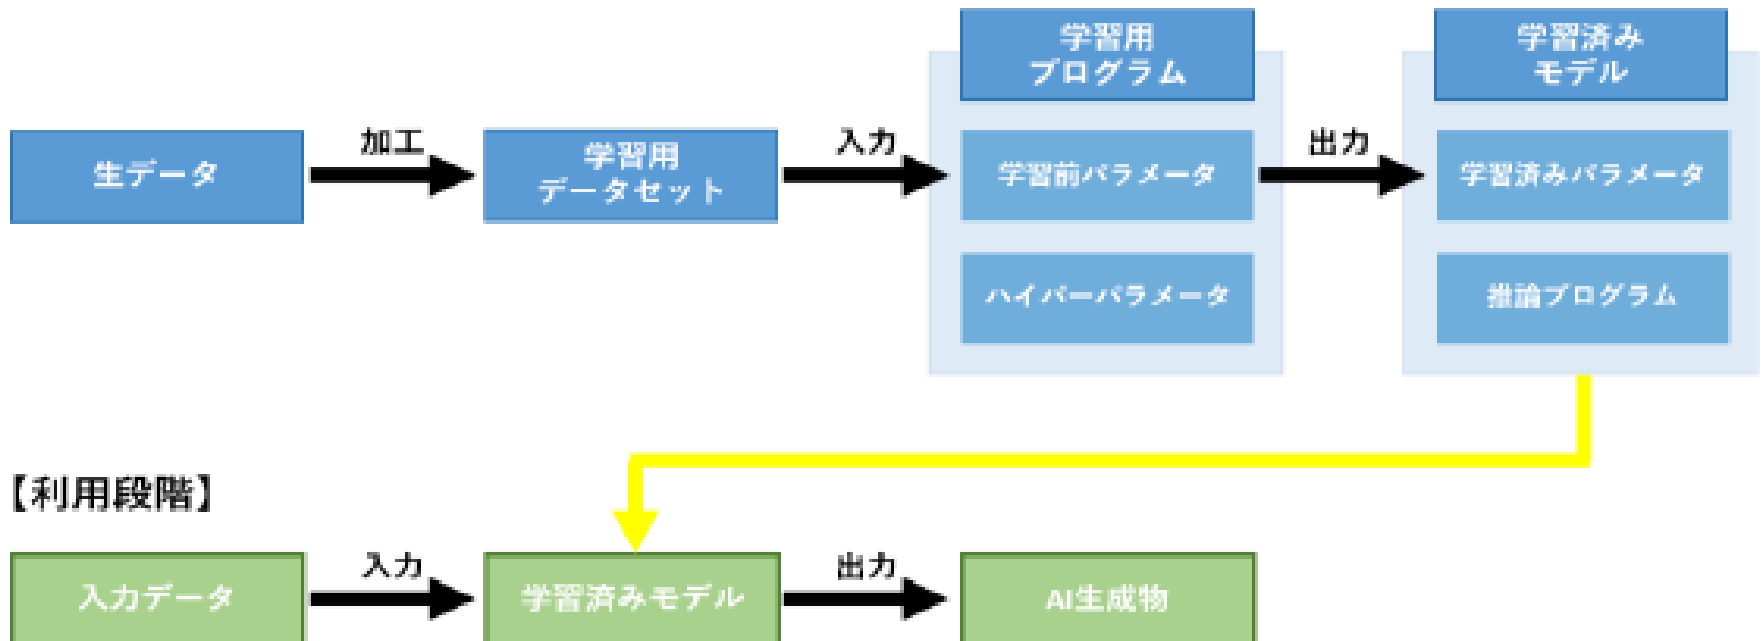 学習用
プログラム
学習済み
モデル
生データ
加工
学習用
データセット
入力
学習前パラメータ
出力
学習済みパラメータ
ハイパーパラメータ
推論プログラム
【利用段階】
入力データ
入力
学習済みモデル
出力
AI生成物